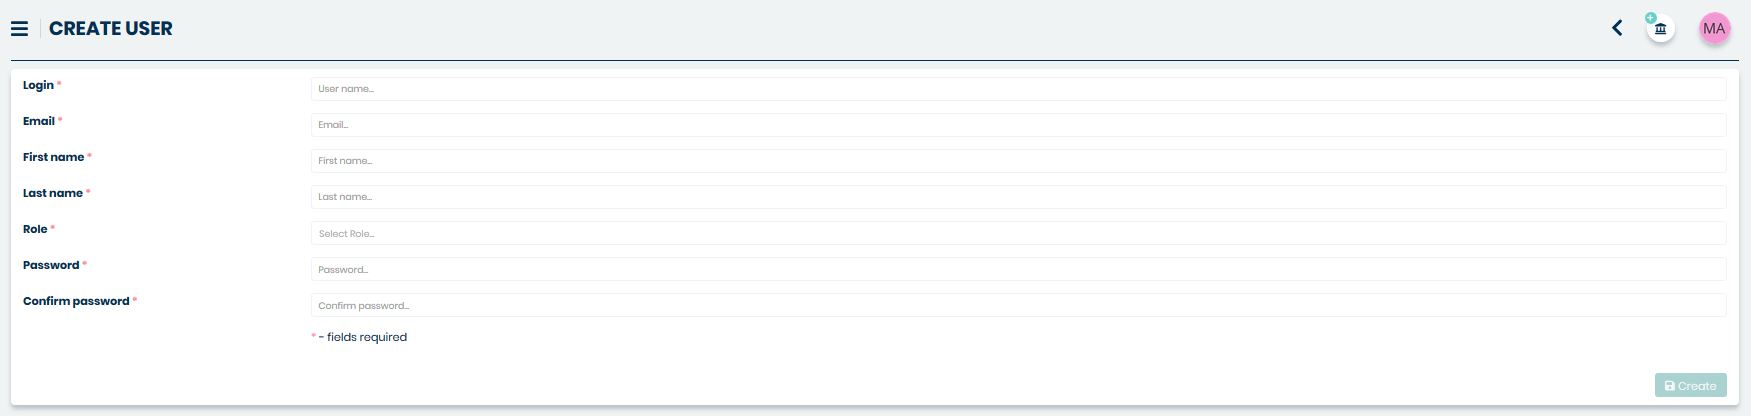 CREATE USER
MA
Login *
User name...
Email *
Email...
First name *
First name...
Last name *
Last name...
Role *
Select Role...
Password *
Password...
Confirm password *
Confirm password...
* - fields required
Create